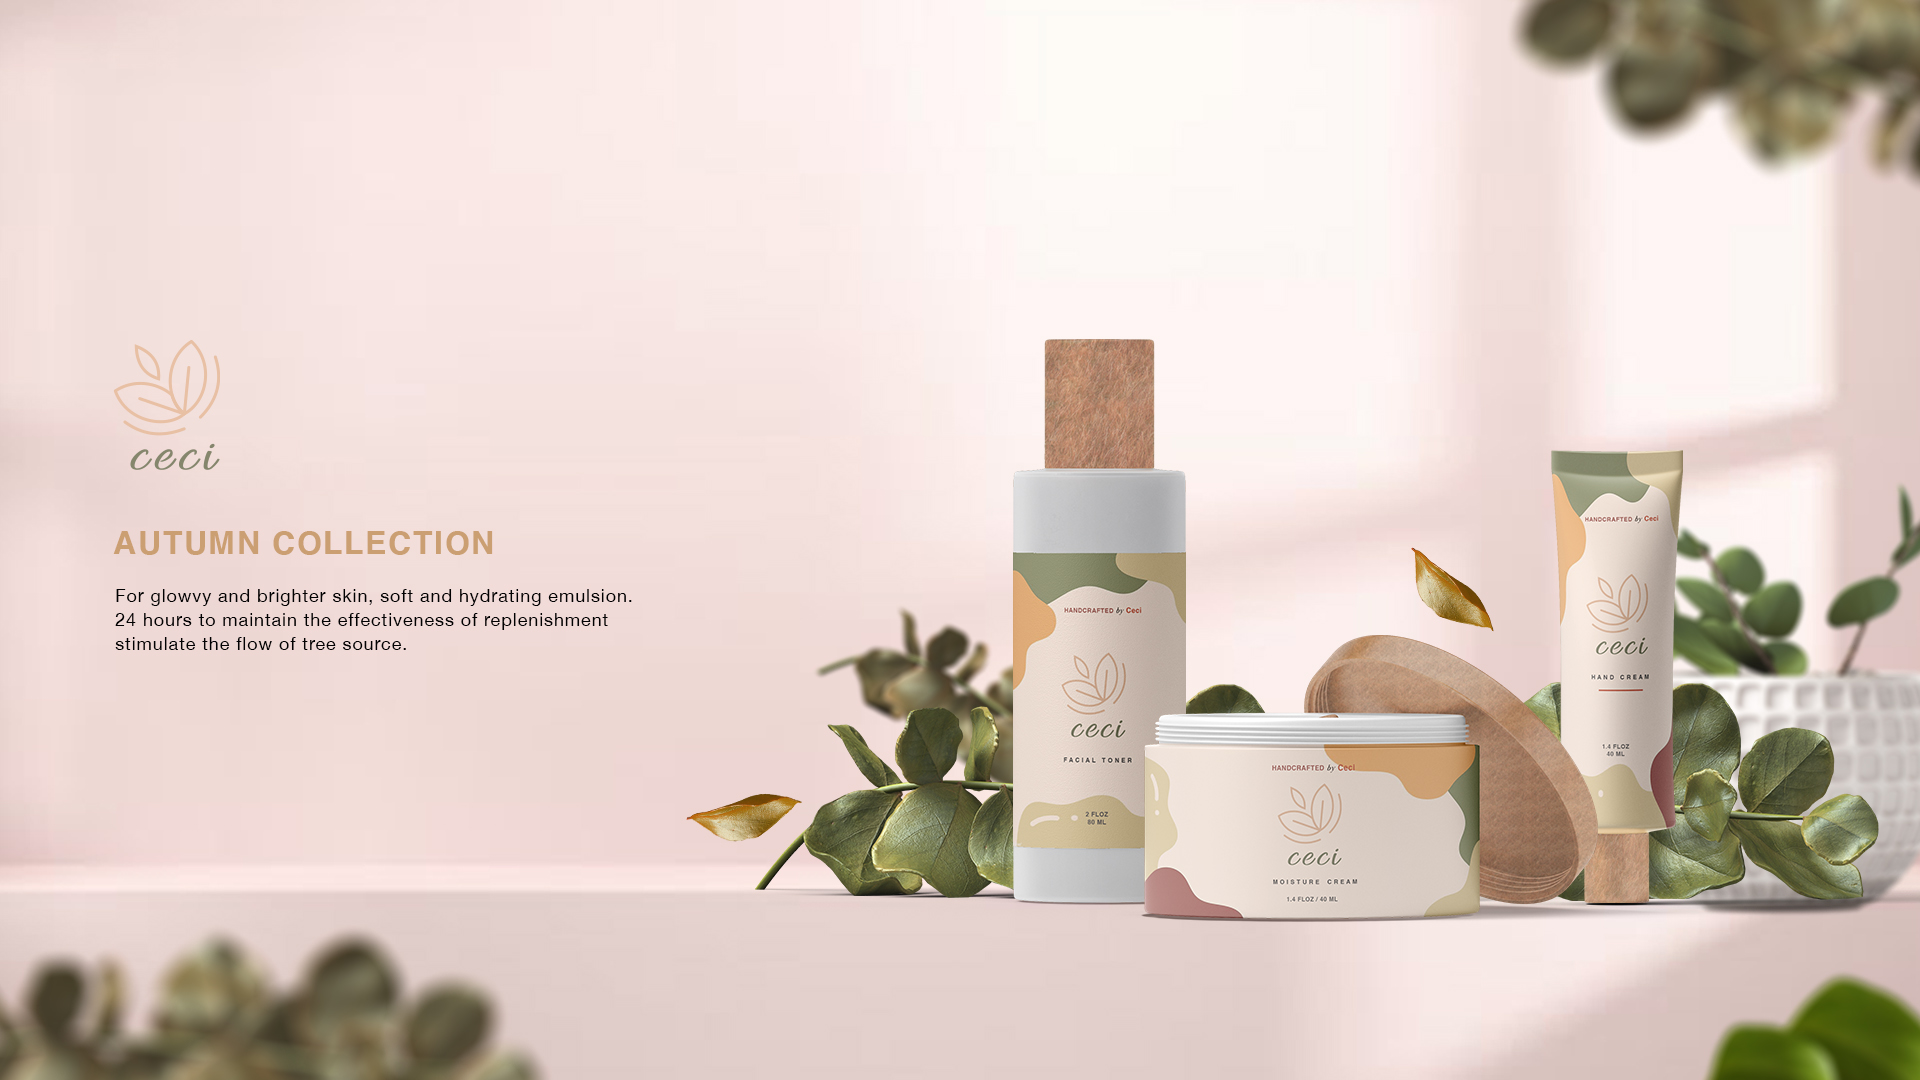 ceci
AUTUMN COLLECTION
For glowvy and brighter skin, soft and hydrating emulsion.
24 hours to maintain the effectiveness of replenishment
stimulate the flow of tree source.
HANDCRAFTED by Ceci
ceci
FACIAL TONER
2 FLOZ
80 ML
HANDCRAFTED by Ceci
ceci
MOISTURE CREAM
1.4 FLOZ / 40 ML
HANDCRAFTED by Ceci
ceci
HAND CREAM
1.4 FLOZ
40 ML